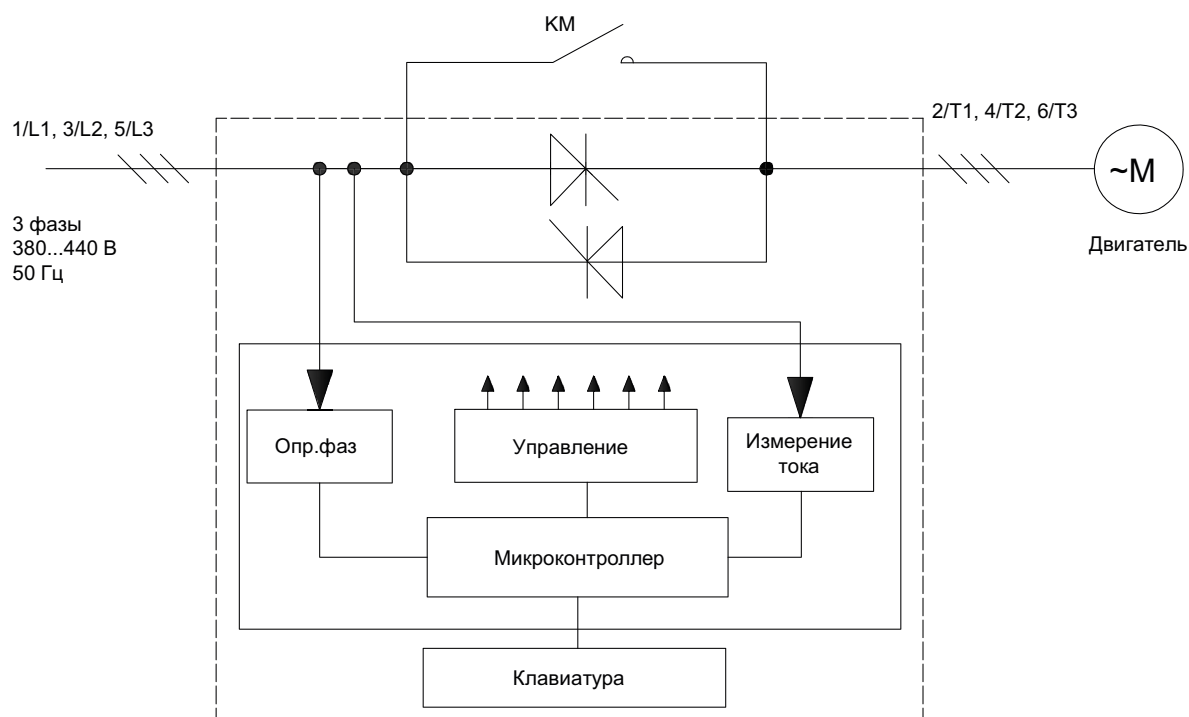 KM
1/L1, 3/L2, 5/L3
2/T1, 4/T2, 6/T3
~M
3 фазы
380...440 В
50 Гц
Двигатель
Опр.фаз
Управление
Измерение
тока
Микроконтроллер
Клавиатура